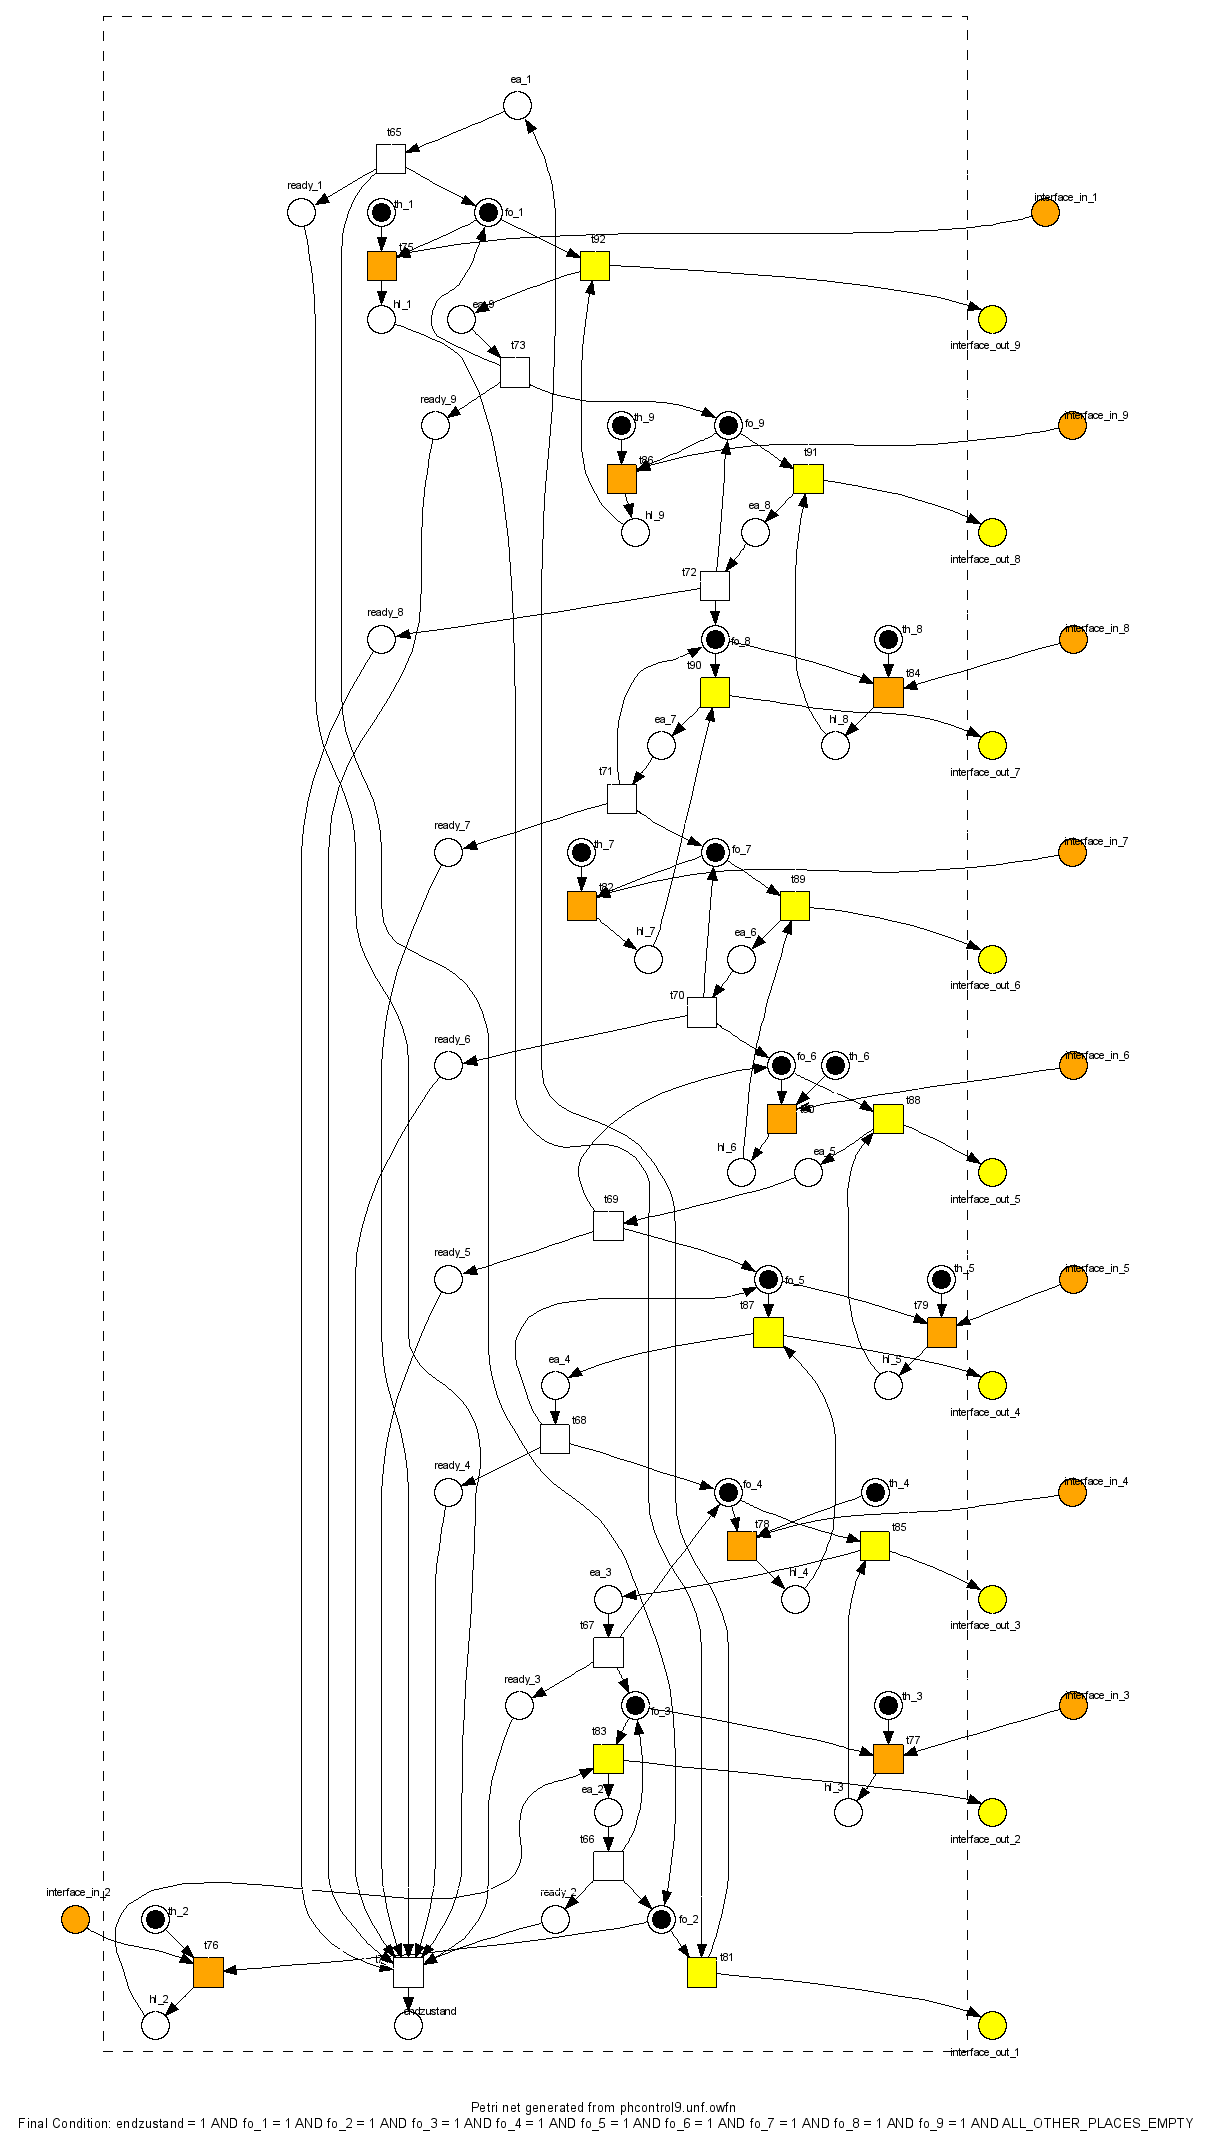 ea_1
t65
ready_1
th_1
fo_1
interface_in_1
t75
t92
hl_1
ea_9
interface_out_9
t73
ready_9
th_9
fo_9
interface_in_9
t86
t91
hl_9
ea_8
interface_out_8
t72
ready_8
fo_8
th_8
interface_in_8
t90
t84
ea_7
hl_8
interface_out_7
t71
ready_7
th_7
fo_7
interface_in_7
t82
t89
hl_7
ea_6
interface_out_6
t70
ready_6
fo_6
th_6
interface_in_6
t80
t88
hl_6
ea_5
interface_out_5
t69
ready_5
fo_5
th_5
interface_in_5
t87
t79
ea_4
hl_5
interface_out_4
t68
ready_4
fo_4
th_4
interface_in_4
t78
t85
ea_3
hl_4
interface_out_3
t67
ready_3
fo_3
th_3
interface_in_3
t83
t77
ea_2
hl_3
interface_out_2
t66
interface_in_2
th_2
ready_2
fo_2
t76
t81
hl_2
endzustand
interface_out_1
Petri net generated from phcontrol9.unf.owfn
Final Condition: endzustand = 1 AND fo_1 = 1 AND fo_2 = 1 AND fo_3 = 1 AND fo_4 = 1 AND fo_5 = 1 AND fo_6 = 1 AND fo_7 = 1 AND fo_8 = 1 AND fo_9 = 1 AND ALL_OTHER_PLACES_EMPTY